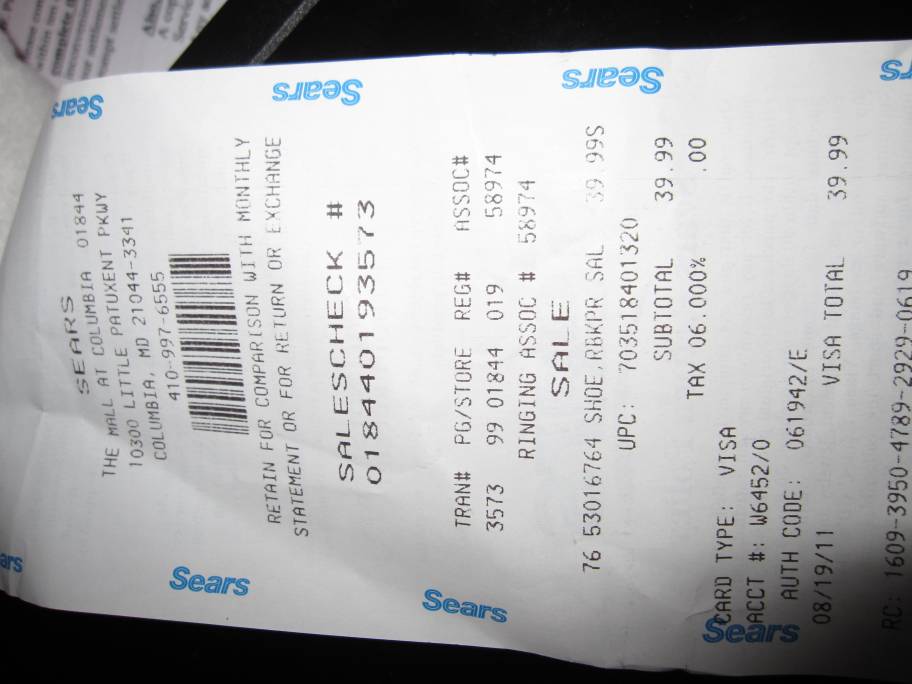 SEARS
THE MALL AT COLUMBIA 01844
10300 LITTLE PATUXENT PKWY
COLUMBIA, MD 21044-3341
410-997-6555
RETAIN FOR COMPARISON WITH MONTHLY
STATEMENT OR FOR RETURN OR EXCHANGE
SALESCHECK #
018440193573
TRAN# PG/STORE REG# ASSOC#
3573 99 01844 019 58974
RINGING ASSOC # 58974
SALE
76 53016764 SHOE,RBKPR SAL 39.99S
UPC: 703518401320
SUBTOTAL 39.99
TAX 06.000% .00
CARD TYPE: VISA
ACCT #: W6452/0
AUTH CODE: 061942/E
08/19/11 VISA TOTAL 39.99
RC: 1609-3950-4789-2929-0619
Sears
Sears
Sears
Sears
Sears
Sears